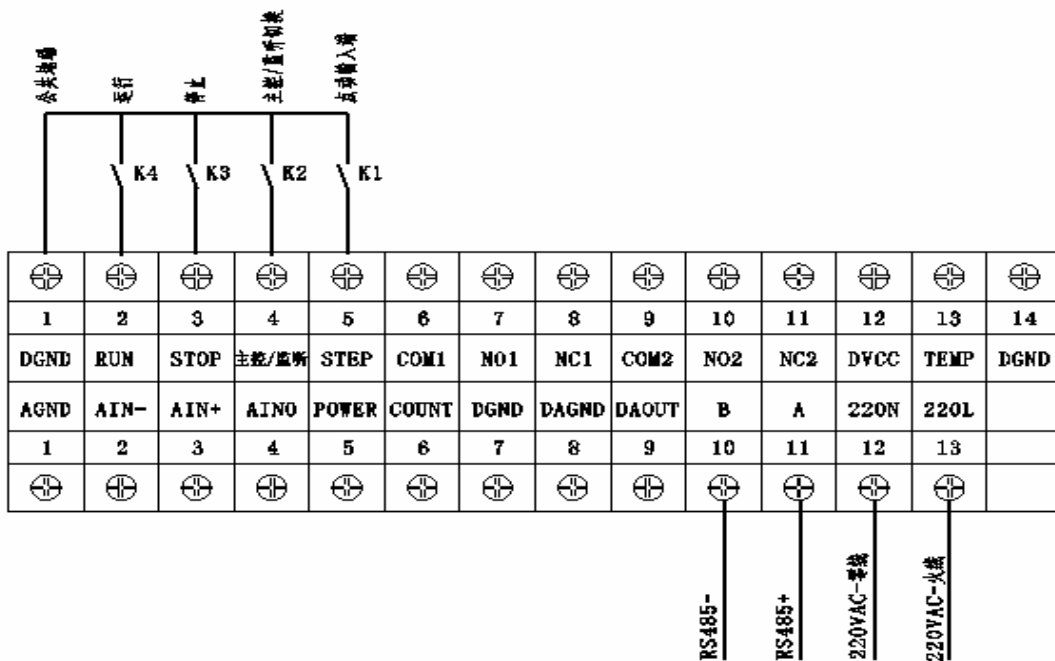 公共地端
运行
停止
主控/监听切换
点动输入端
K4 K3 K2 K1
1 2 3 4 5 6 7 8 9 10 11 12 13 14
DGND RUN STOP 主控/监听 STEP COM1 NO1 NC1 COM2 NO2 NC2 DVCC TEMP DGND
AGND AIN- AIN+ AIN0 POWER COUNT DGND DAGND DAOUT B A 220N 220L
1 2 3 4 5 6 7 8 9 10 11 12 13
RS485-
RS485+
220VAC-零线
220VAC-火线